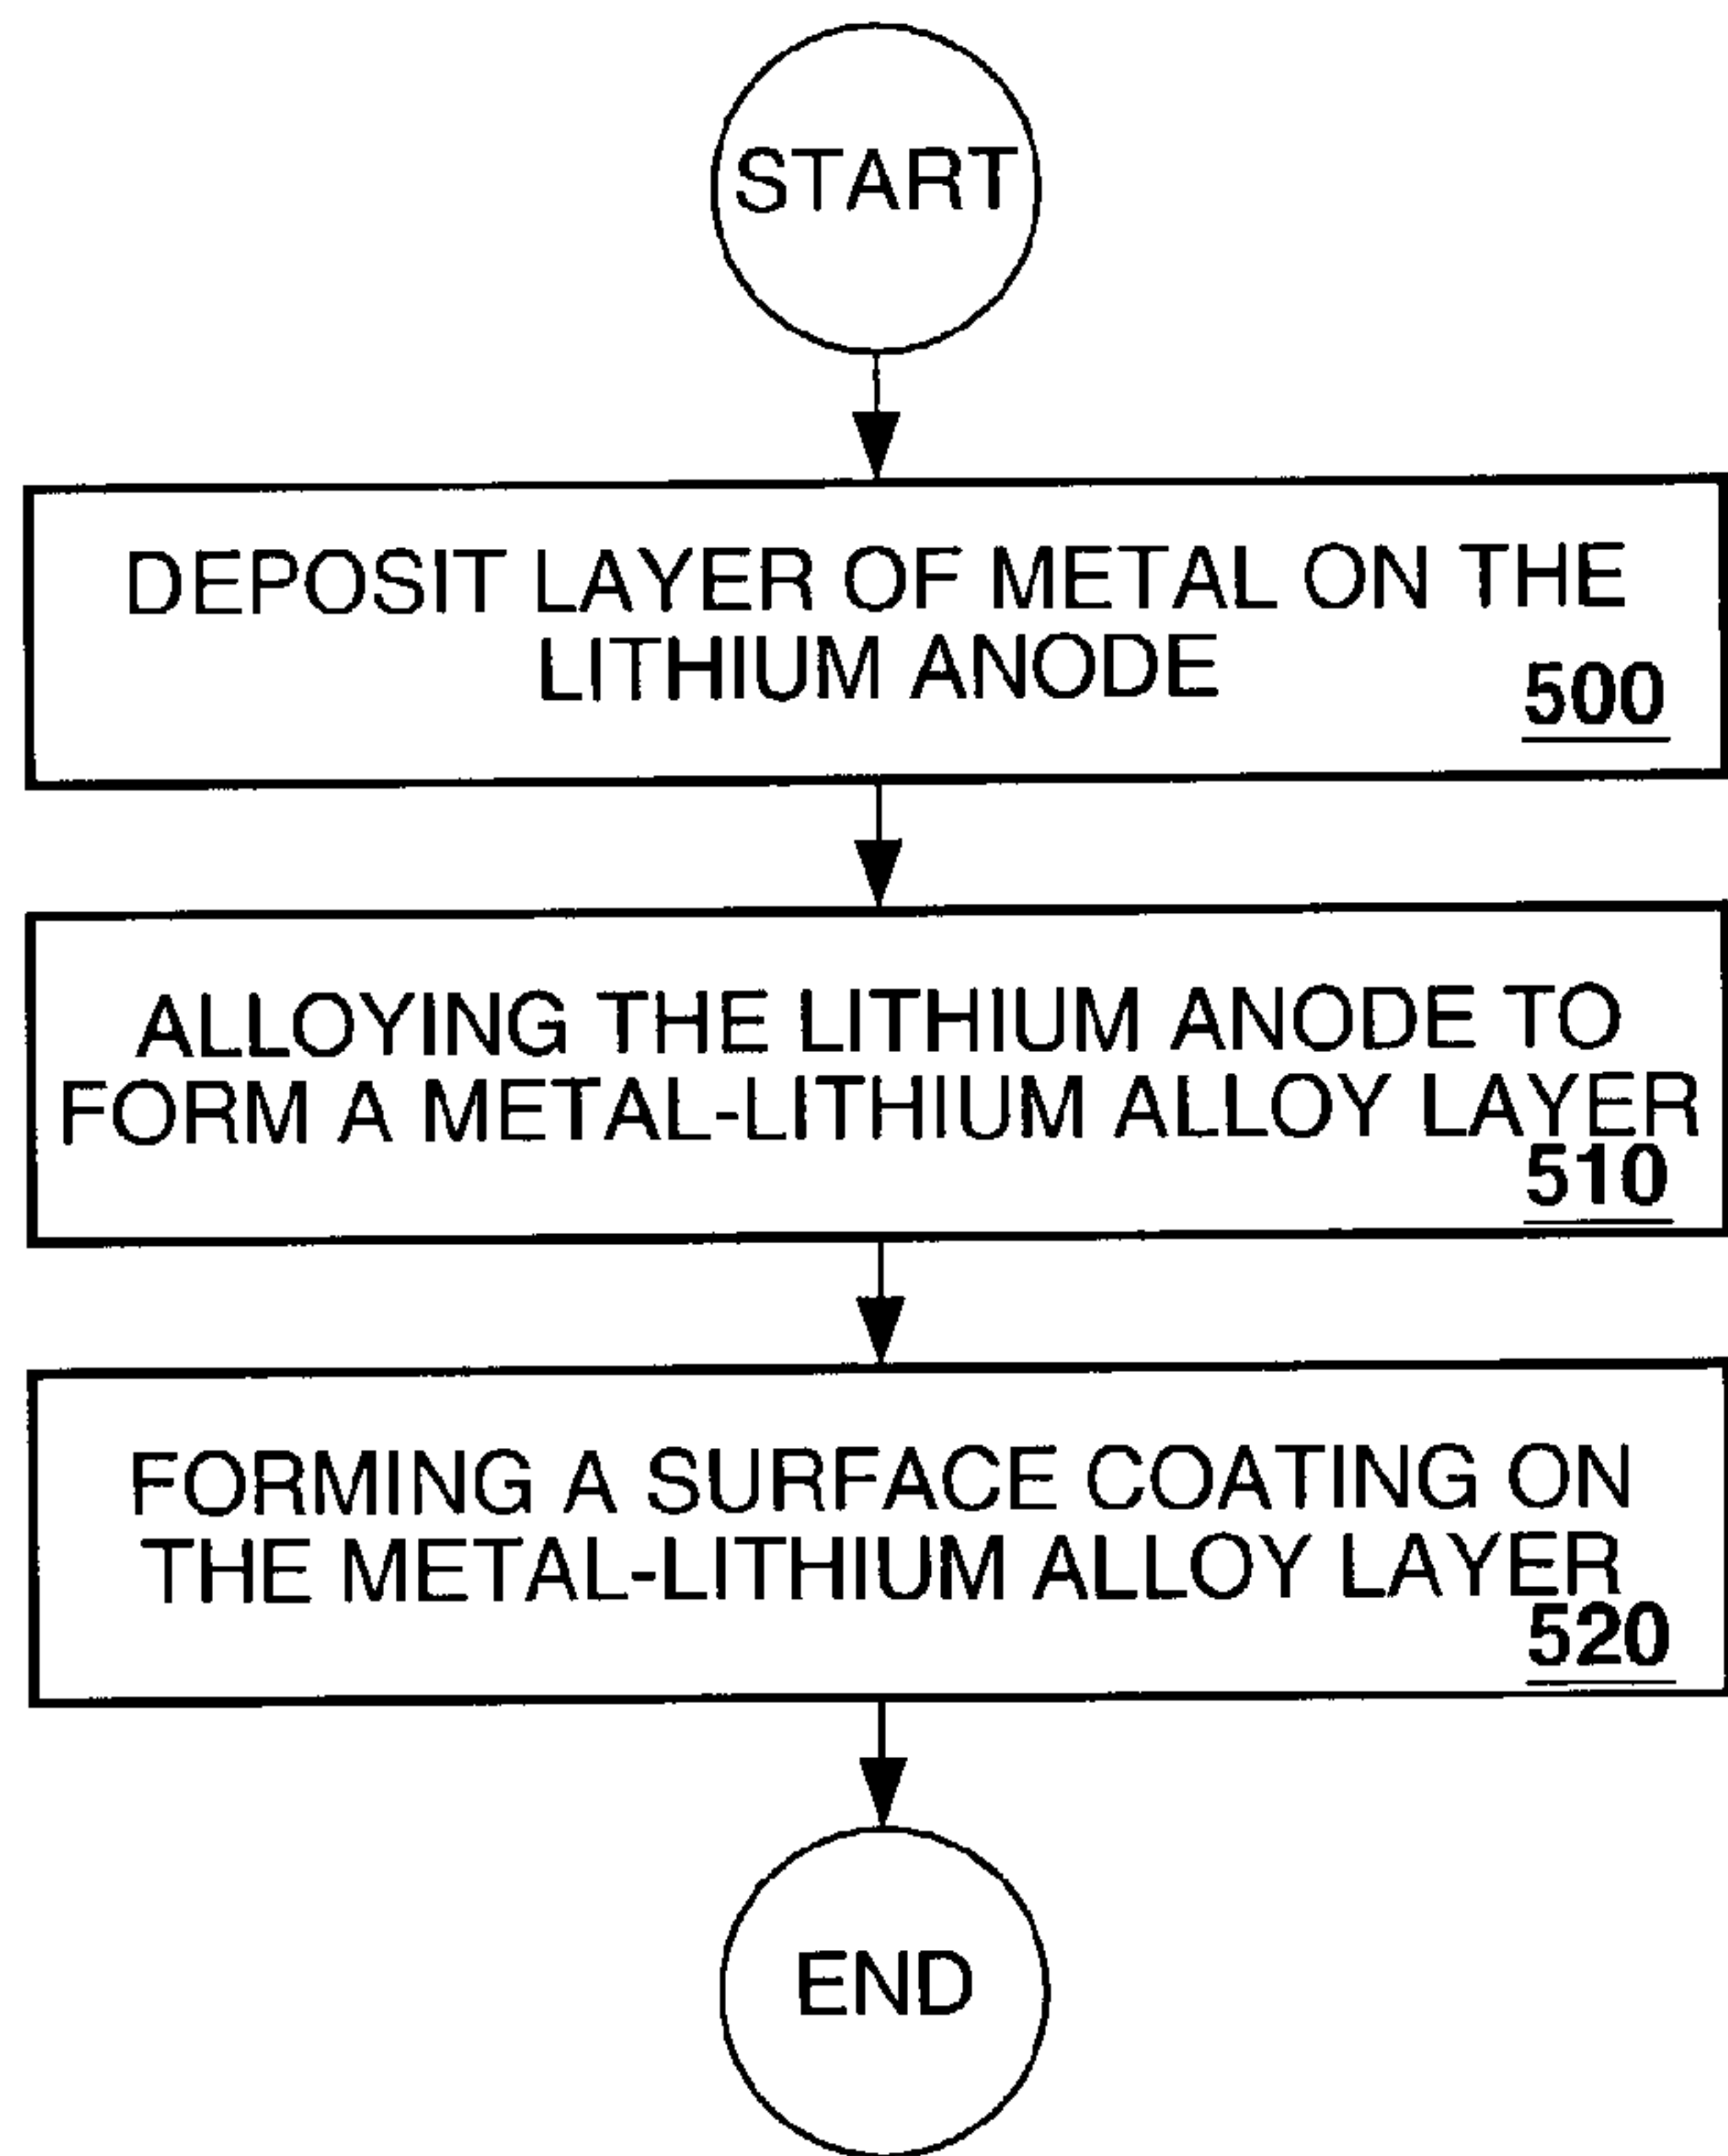 START
DEPOSIT LAYER OF METAL ON THE
LITHIUM ANODE
500
ALLOYING THE LITHIUM ANODE TO
FORM A METAL-LITHIUM ALLOY LAYER
510
FORMING A SURFACE COATING ON
THE METAL-LITHIUM ALLOY LAYER
520
END